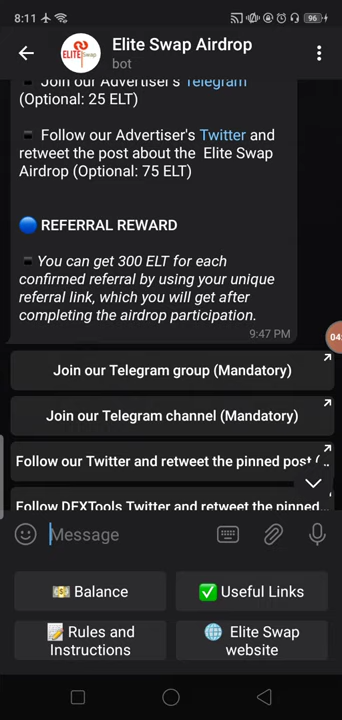 8:11
96
ELITE Swap
Elite Swap Airdrop
bot
Join our Advertiser's Telegram
(Optional: 25 ELT)
Follow our Advertiser's Twitter and
retweet the post about the Elite Swap
Airdrop (Optional: 75 ELT)
REFERRAL REWARD
You can get 300 ELT for each
confirmed referral by using your unique
referral link, which you will get after
completing the airdrop participation.
9:47 PM
04:
Join our Telegram group (Mandatory)
Join our Telegram channel (Mandatory)
Follow our Twitter and retweet the pinned post (...
Follow DEXTools Twitter and retweet the pinned...
Message
Balance
Useful Links
Rules and
Instructions
Elite Swap
website